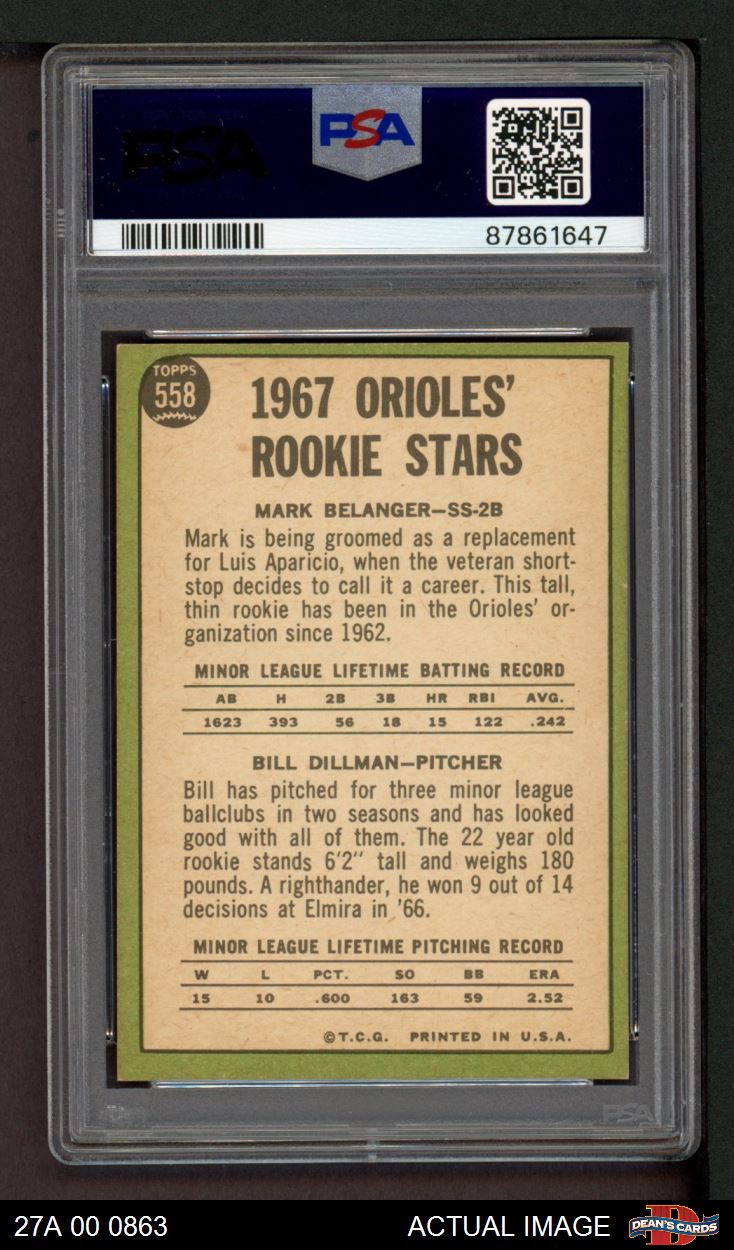 PSA
PSA
87861647
TOPPS
558
1967 ORIOLES'
ROOKIE STARS
MARK BELANGER—SS-2B
Mark is being groomed as a replacement
for Luis Aparicio, when the veteran short-
stop decides to call it a career. This tall,
thin rookie has been in the Orioles' or-
ganization since 1962.
MINOR LEAGUE LIFETIME BATTING RECORD
AB H 2B 3B HR RBI AVG.
1623 393 56 18 15 122 .242
BILL DILLMAN—PITCHER
Bill has pitched for three minor league
ballclubs in two seasons and has looked
good with all of them. The 22 year old
rookie stands 6'2'' tall and weighs 180
pounds. A righthander, he won 9 out of 14
decisions at Elmira in '66.
MINOR LEAGUE LIFETIME PITCHING RECORD
W L PCT. SO BB ERA
15 10 .600 163 59 2.52
©T.C.G. PRINTED IN U.S.A.
PSA
27A 00 0863 ACTUAL IMAGE DEAN'S CARDS